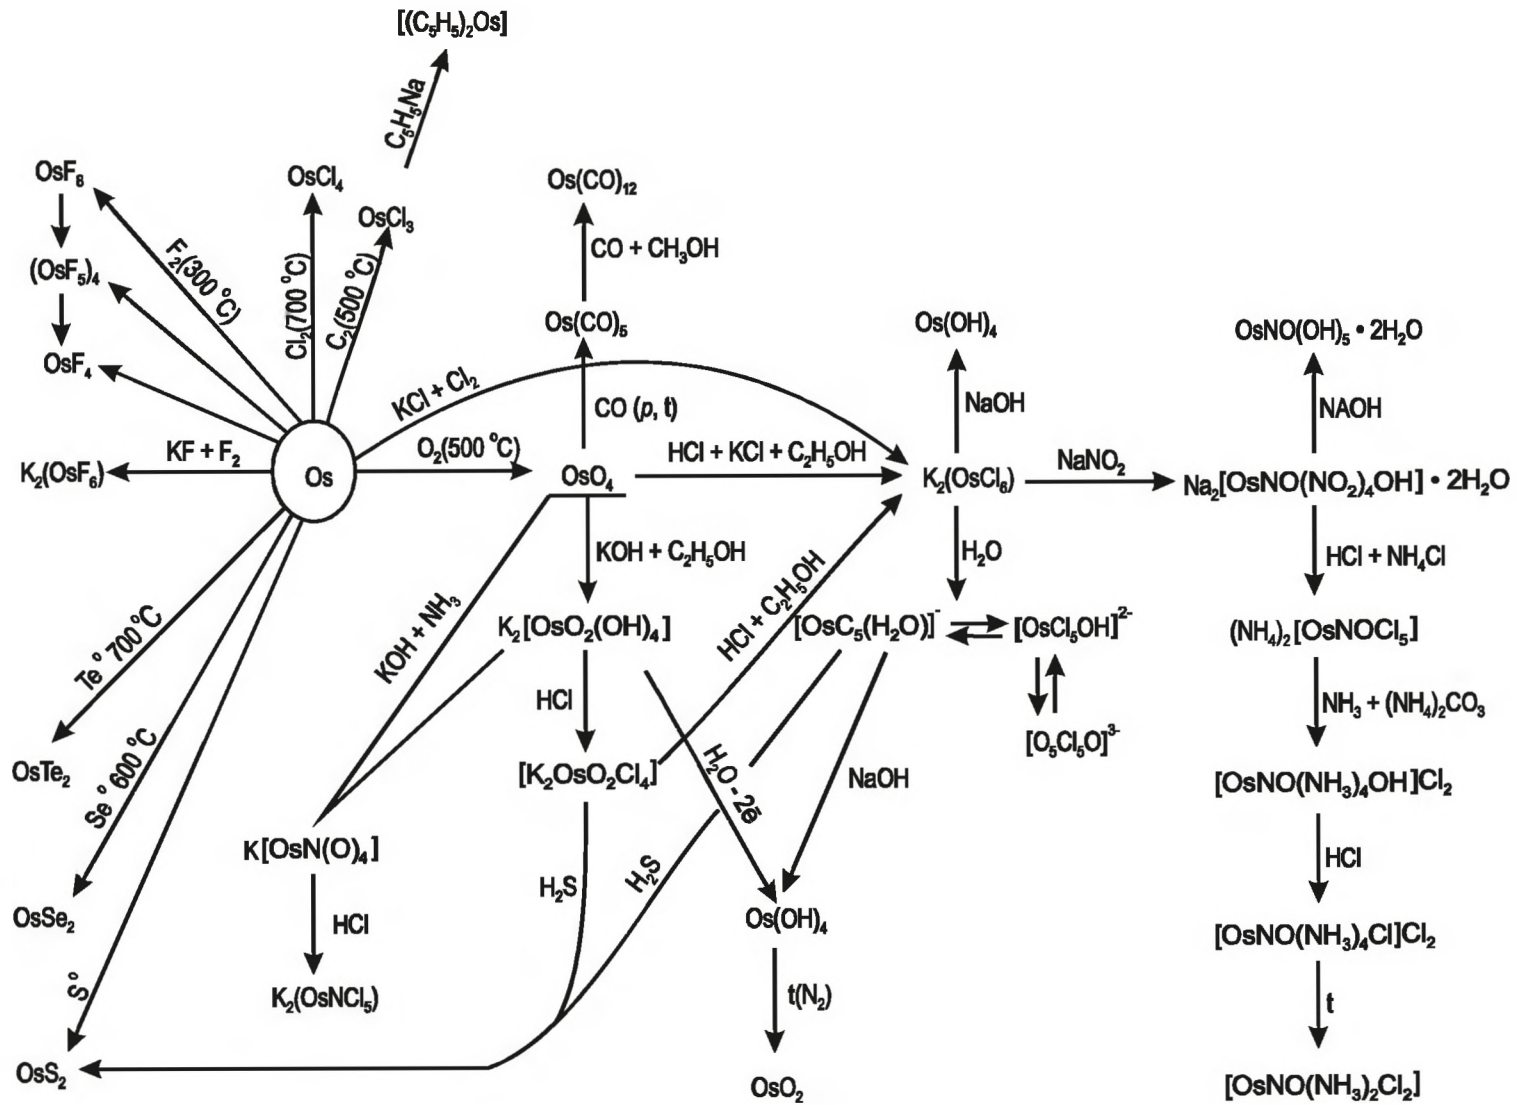 [(C₅H₅)₂Os]
C₅H₅Na
OsF₈
OsCl₄
OsCl₃
Os(CO)₁₂
F₂(300 °C)
Cl₂(700 °C)
C₂(500 °C)
CO + CH₃OH
(OsF₅)₄
Os(CO)₅
Os(OH)₄
OsNO(OH)₅ • 2H₂O
OsF₄
KCl + Cl₂
CO (p, t)
NaOH
NAOH
KF + F₂
O₂(500 °C)
HCl + KCl + C₂H₅OH
NaNO₂
K₂(OsF₆)
Os
OsO₄
K₂(OsCl₆)
Na₂[OsNO(NO₂)₄OH] • 2H₂O
KOH + C₂H₅OH
H₂O
HCl + NH₄Cl
KOH + NH₃
HCl + C₂H₅OH
Te° 700 °C
K₂[OsO₂(OH)₄]
[OsC₅(H₂O)]⁻
[OsCl₅OH]²⁻
(NH₄)₂[OsNOCl₅]
HCl
NH₃ + (NH₄)₂CO₃
[O₅Cl₅O]³⁻
OsTe₂
Se° 600 °C
[K₂OsO₂Cl₄]
H₂O - 2ē
NaOH
[OsNO(NH₃)₄OH]Cl₂
K[OsN(O)₄]
H₂S
H₂S
HCl
OsSe₂
HCl
Os(OH)₄
[OsNO(NH₃)₄Cl]Cl₂
S°
K₂(OsNCl₅)
t(N₂)
t
OsS₂
OsO₂
[OsNO(NH₃)₂Cl₂]